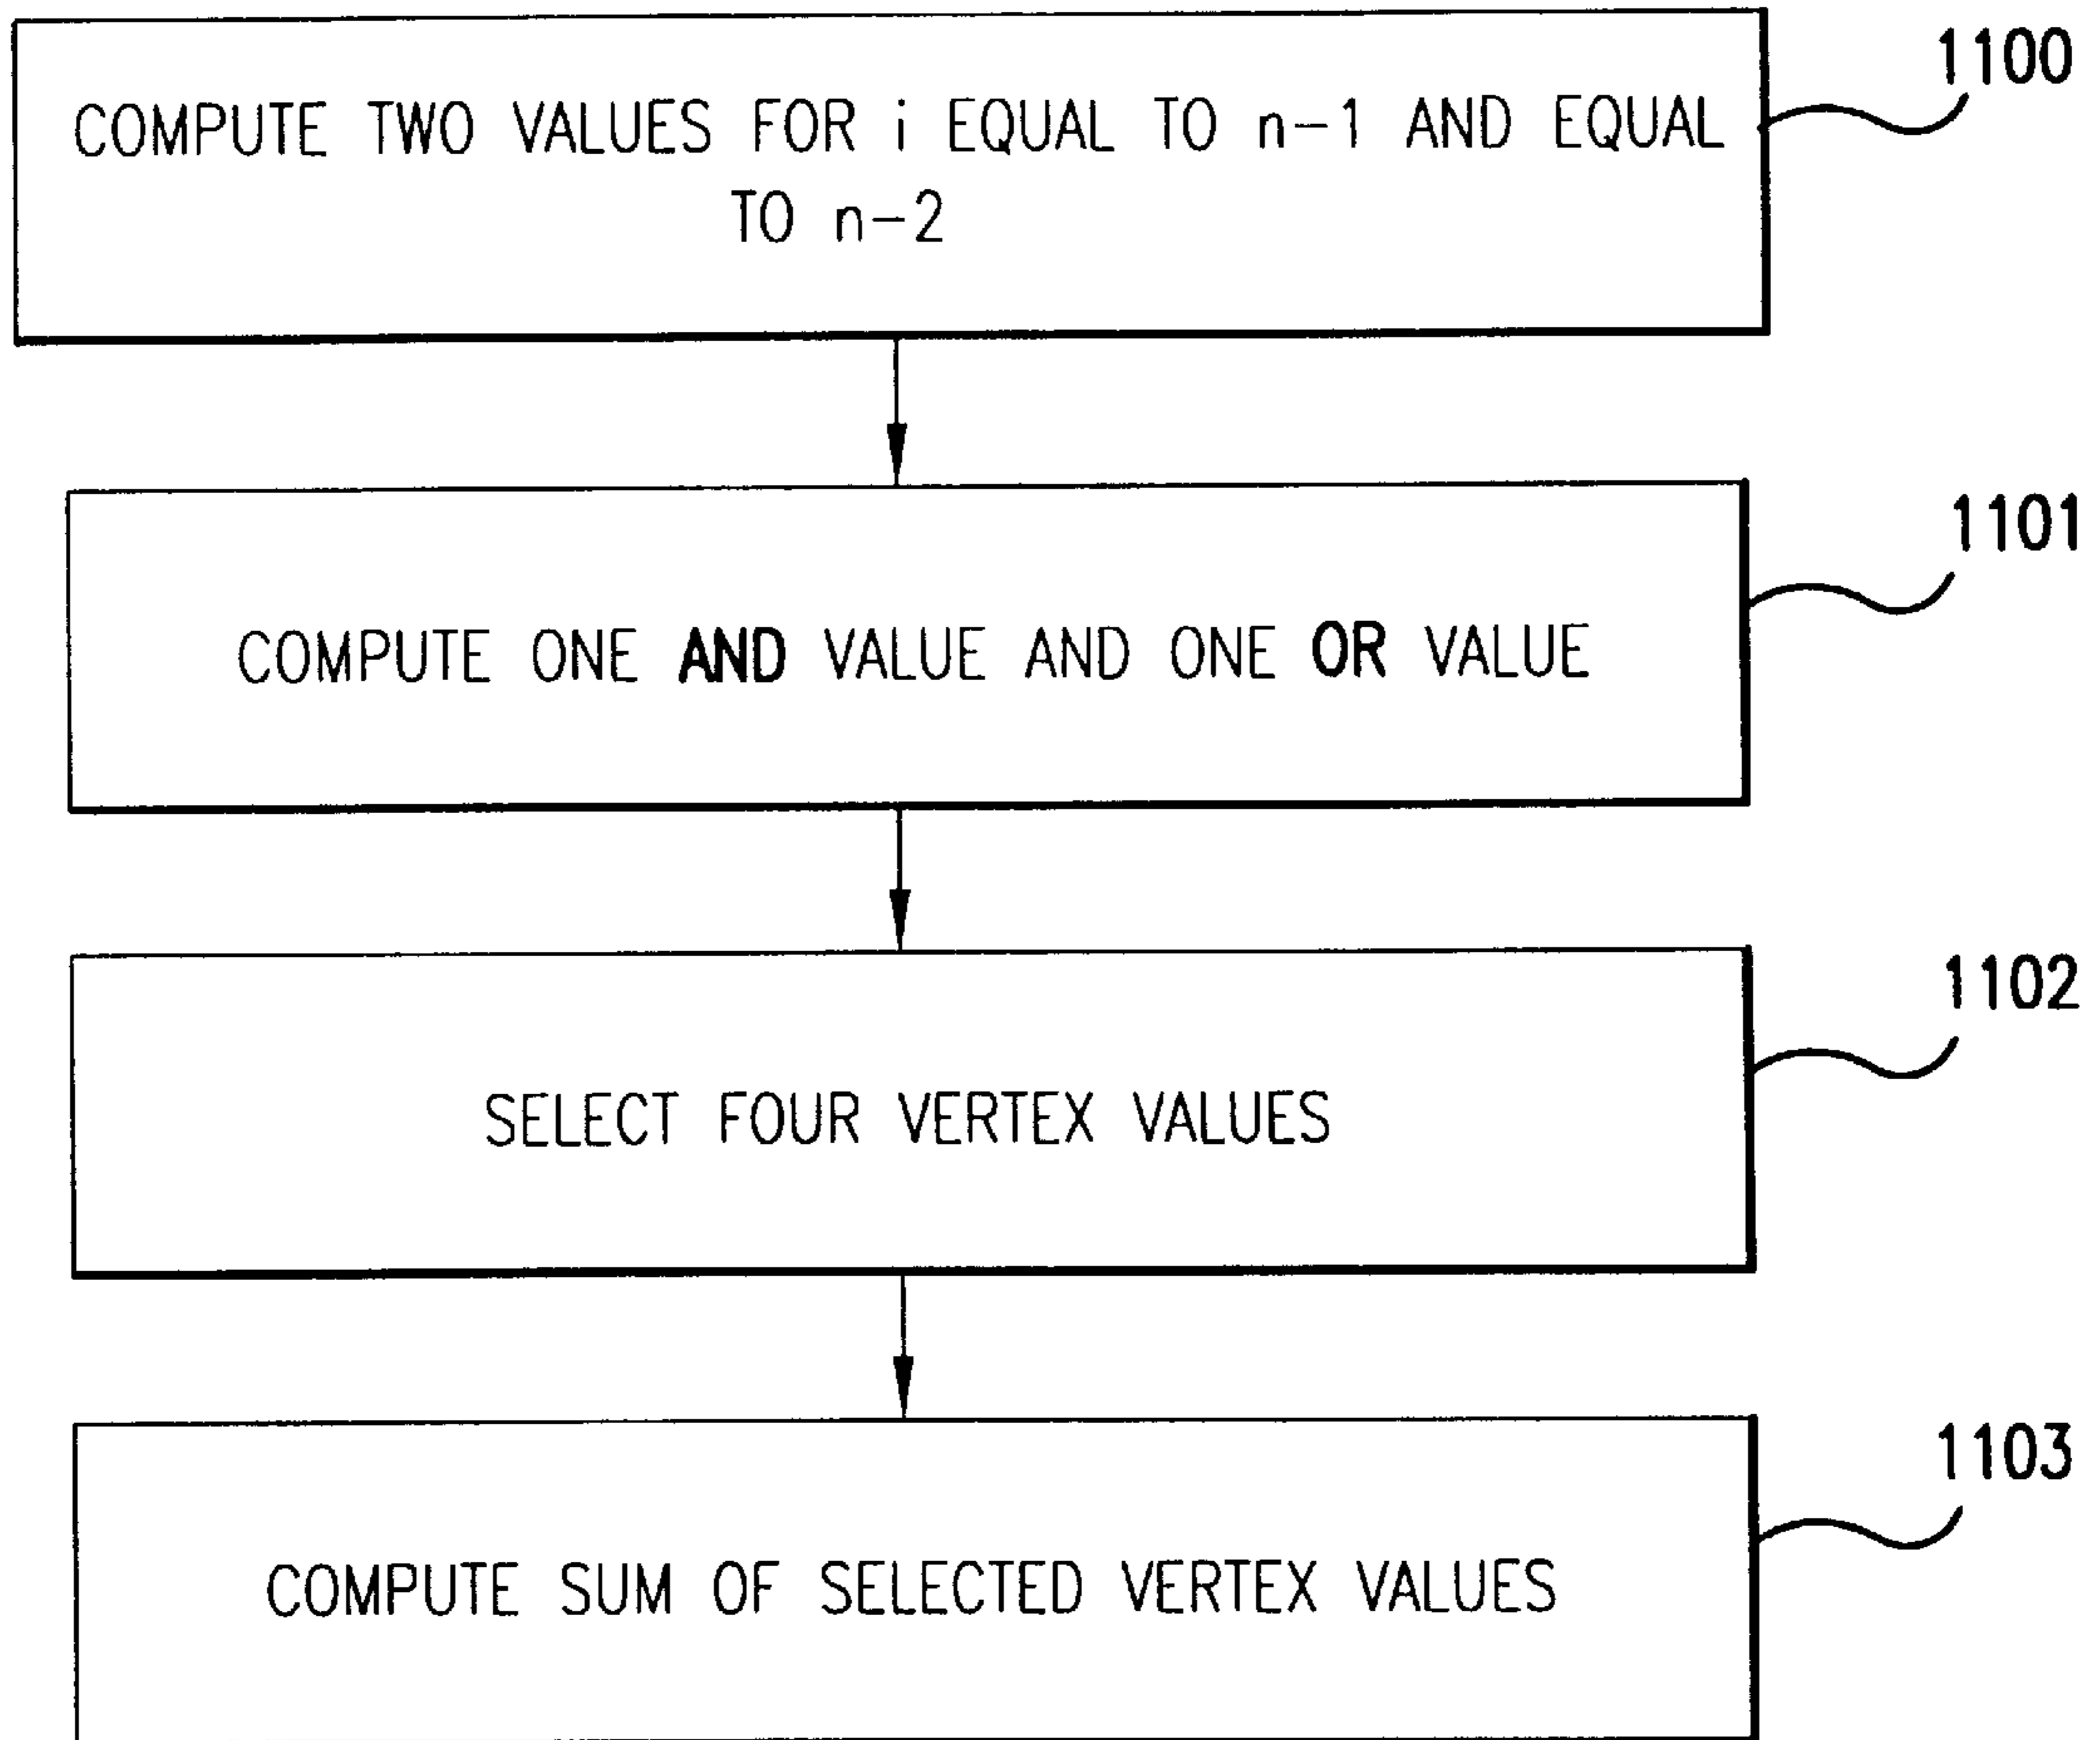 1100
COMPUTE TWO VALUES FOR i EQUAL TO n-1 AND EQUAL
TO n-2
1101
COMPUTE ONE AND VALUE AND ONE OR VALUE
1102
SELECT FOUR VERTEX VALUES
1103
COMPUTE SUM OF SELECTED VERTEX VALUES